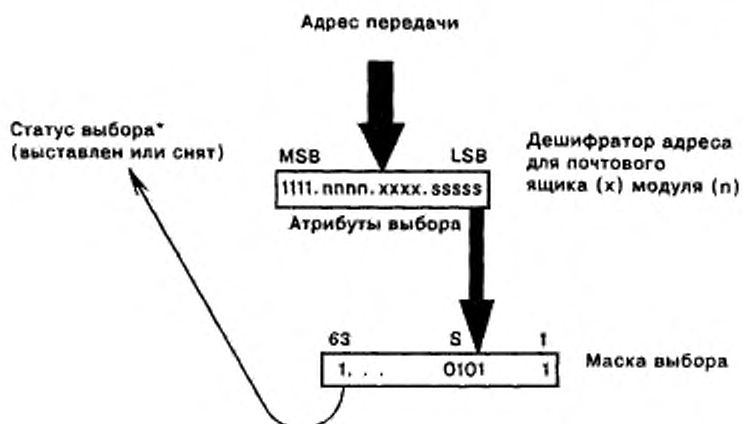 Адрес передачи
Статус выбора*
(выставлен или снят)
MSB LSB
1111.nnnn.xxxx.sssss
Атрибуты выбора
Дешифратор адреса
для почтового
ящика (x) модуля (n)
63 S 1
1. . . 0101 1
Маска выбора